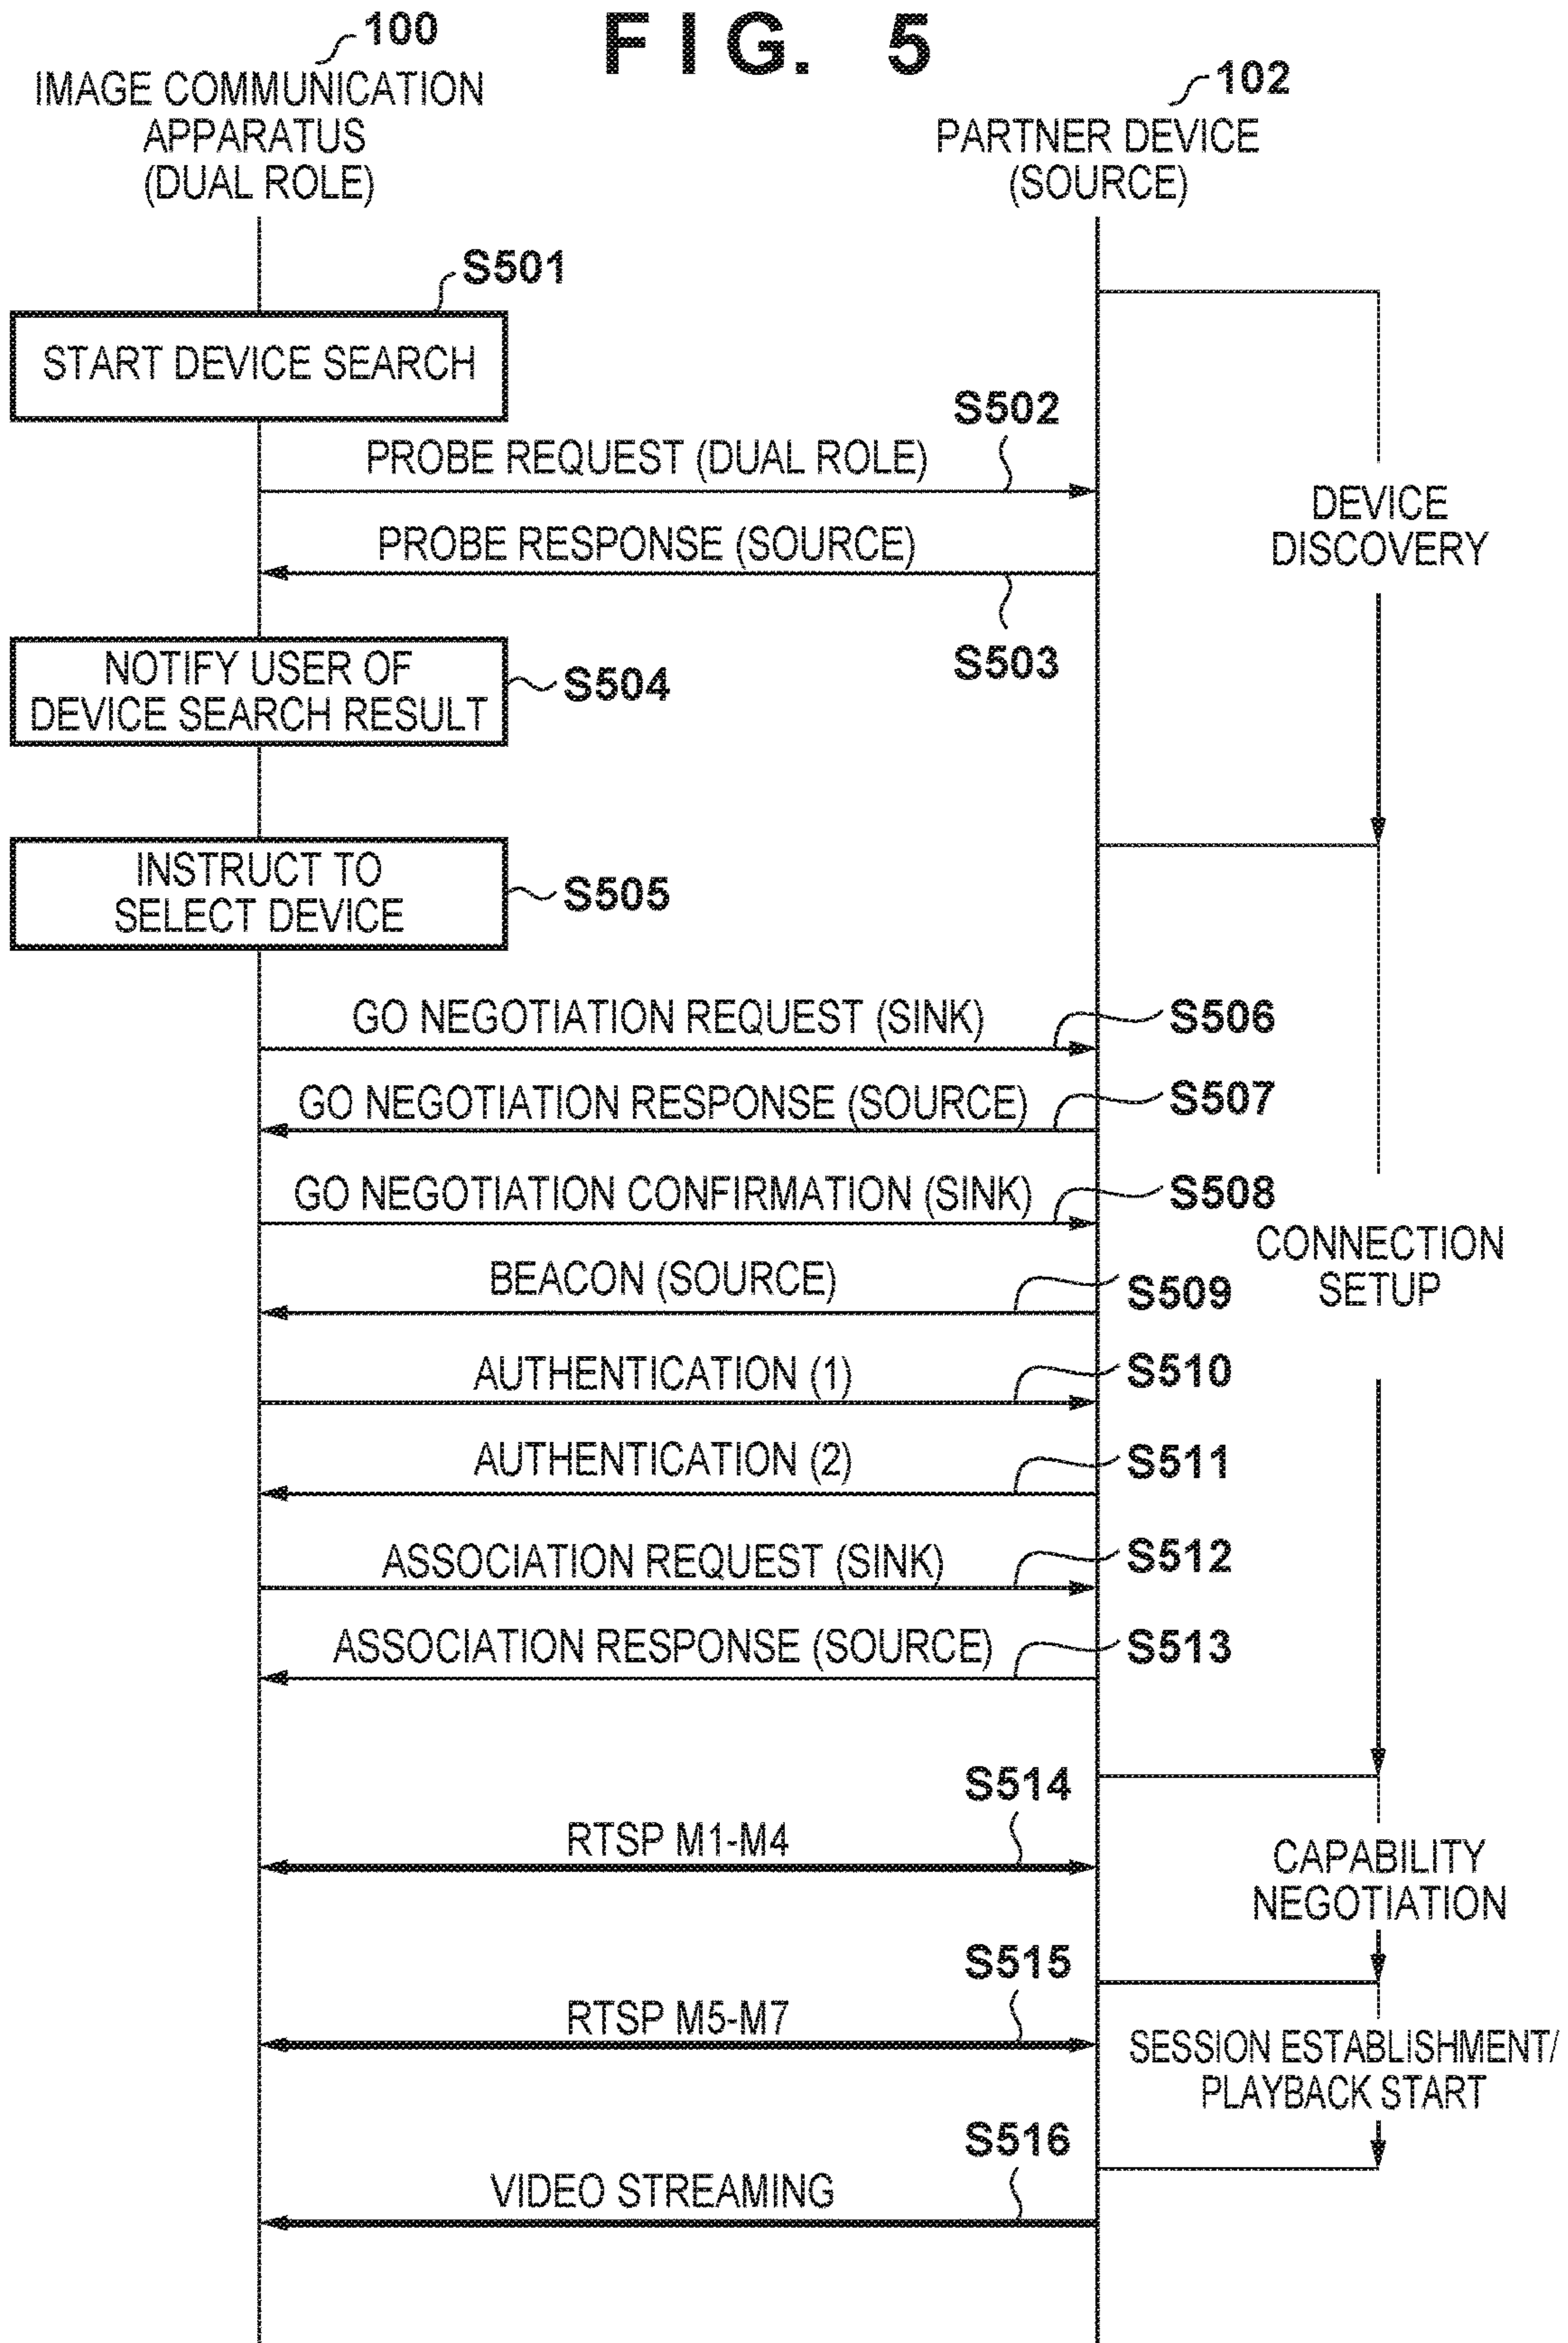 FIG. 5
100
IMAGE COMMUNICATION
APPARATUS
(DUAL ROLE)
102
PARTNER DEVICE
(SOURCE)
S501
START DEVICE SEARCH
S502
PROBE REQUEST (DUAL ROLE)
PROBE RESPONSE (SOURCE)
S503
DEVICE
DISCOVERY
NOTIFY USER OF
DEVICE SEARCH RESULT
S504
INSTRUCT TO
SELECT DEVICE
S505
GO NEGOTIATION REQUEST (SINK)
S506
GO NEGOTIATION RESPONSE (SOURCE)
S507
GO NEGOTIATION CONFIRMATION (SINK)
S508
CONNECTION
SETUP
BEACON (SOURCE)
S509
AUTHENTICATION (1)
S510
AUTHENTICATION (2)
S511
ASSOCIATION REQUEST (SINK)
S512
ASSOCIATION RESPONSE (SOURCE)
S513
S514
RTSP M1-M4
CAPABILITY
NEGOTIATION
S515
RTSP M5-M7
SESSION ESTABLISHMENT/
PLAYBACK START
S516
VIDEO STREAMING